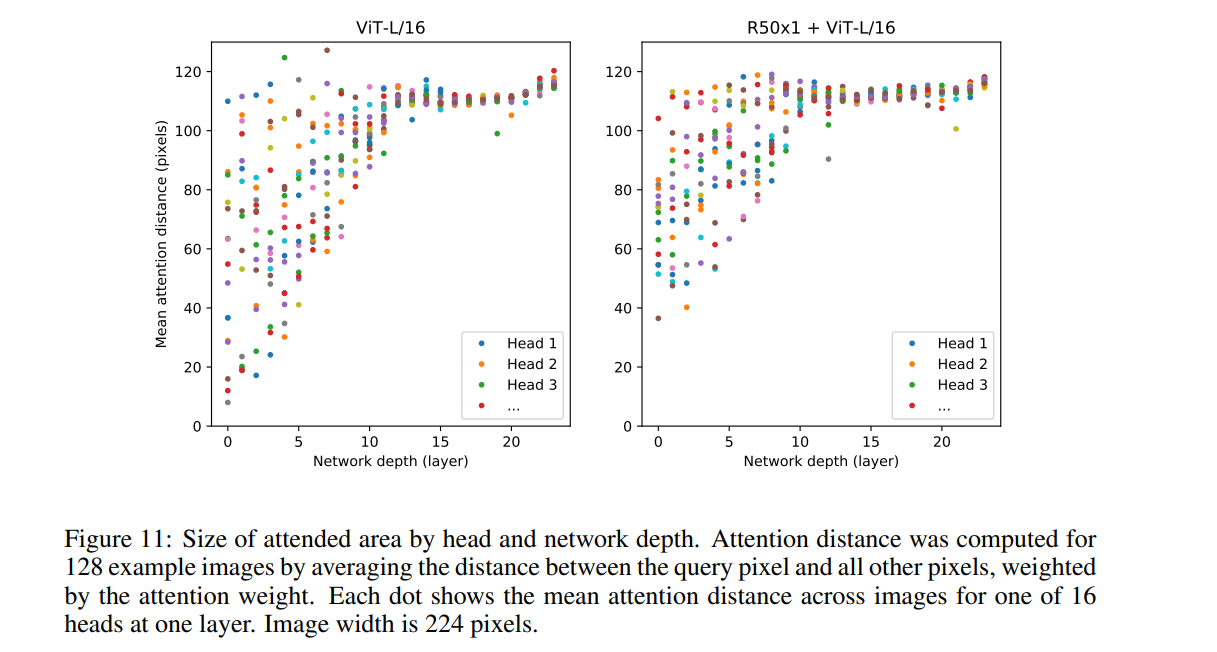 ViT-L/16
R50x1 + ViT-L/16
Mean attention distance (pixels)
120
100
80
60
40
20
0
0 5 10 15 20
Network depth (layer)
Head 1
Head 2
Head 3
...
120
100
80
60
40
20
0
0 5 10 15 20
Network depth (layer)
Head 1
Head 2
Head 3
...
Figure 11: Size of attended area by head and network depth. Attention distance was computed for
128 example images by averaging the distance between the query pixel and all other pixels, weighted
by the attention weight. Each dot shows the mean attention distance across images for one of 16
heads at one layer. Image width is 224 pixels.